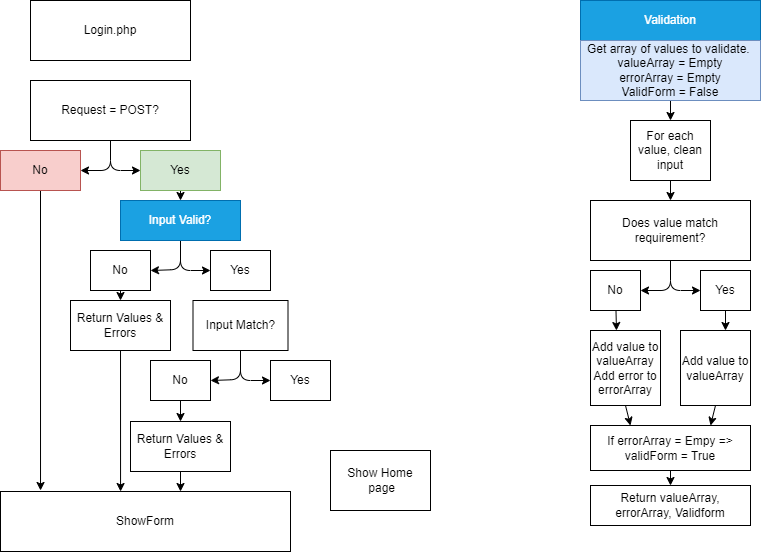 Login.php
Request = POST?
No
Yes
Input Valid?
No
Yes
Return Values &
Errors
Input Match?
No
Yes
Return Values &
Errors
Show Home
page
ShowForm
Validation
Get array of values to validate.
valueArray = Empty
errorArray = Empty
ValidForm = False
For each
value, clean
input
Does value match
requirement?
No
Yes
Add value to
valueArray
Add error to
errorArray
Add value to
valueArray
If errorArray = Empy =>
validForm = True
Return valueArray,
errorArray, Validform